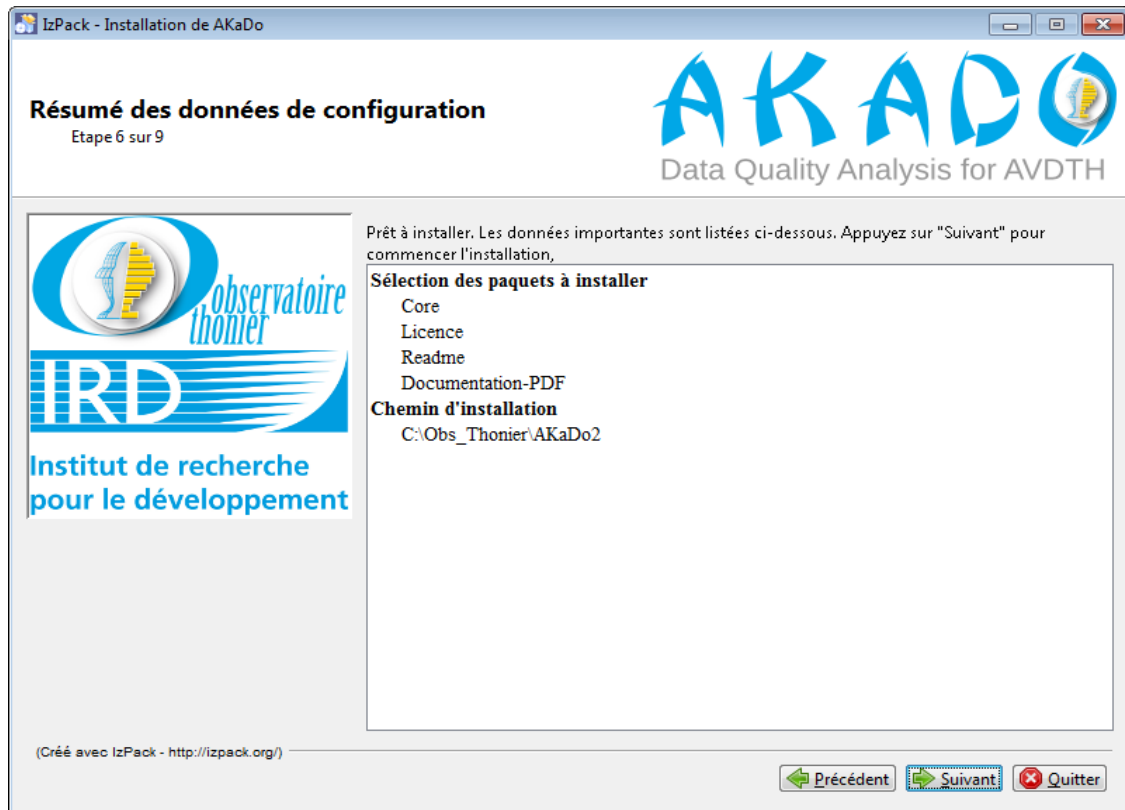 IzPack - Installation de AKaDo
Résumé des données de configuration
Etape 6 sur 9
AKADO
Data Quality Analysis for AVDTH
Observatoire
thonier
IRD
Institut de recherche
pour le développement
Prêt à installer. Les données importantes sont listées ci-dessous. Appuyez sur "Suivant" pour
commencer l'installation,
Sélection des paquets à installer
Core
Licence
Readme
Documentation-PDF
Chemin d'installation
C:\Obs_Thonier\AKaDo2
(Créé avec IzPack - http://izpack.org/)
Précédent
Suivant
Quitter